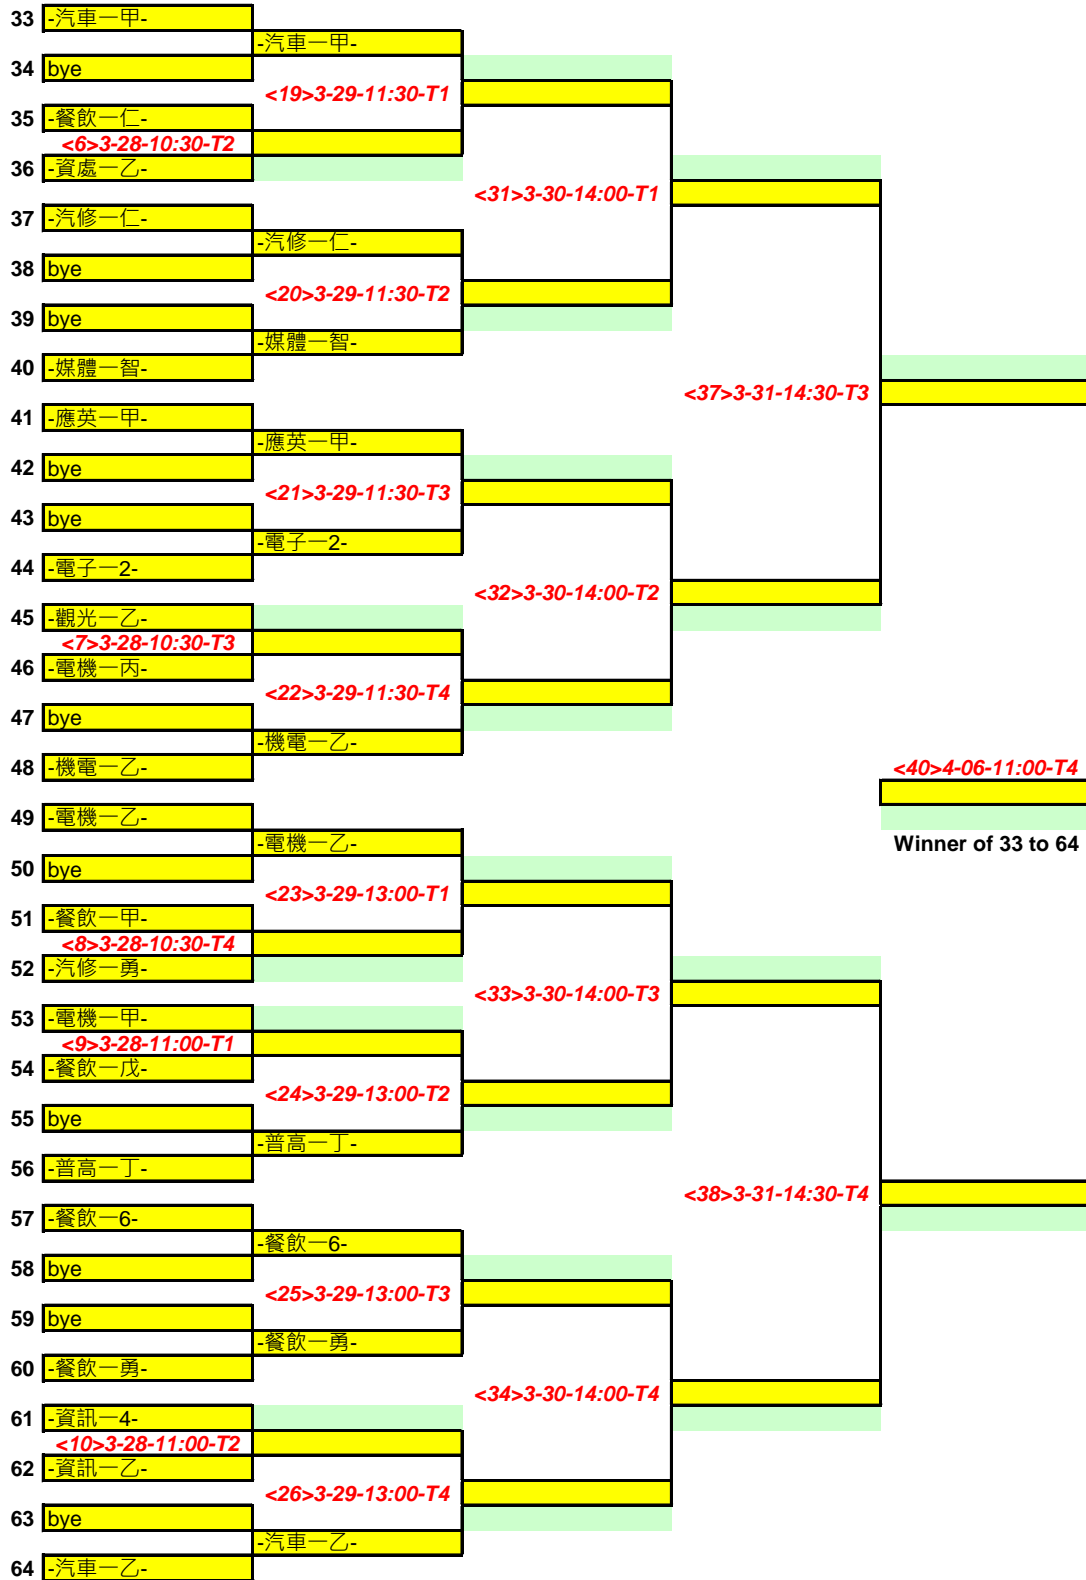 33 -汽車一甲-
-汽車一甲-
34 bye
<19>3-29-11:30-T1
35 -餐飲一仁-
<6>3-28-10:30-T2
36 -資處一乙-
<31>3-30-14:00-T1
37 -汽修一仁-
-汽修一仁-
38 bye
<20>3-29-11:30-T2
39 bye
-媒體一智-
40 -媒體一智-
<37>3-31-14:30-T3
41 -應英一甲-
-應英一甲-
42 bye
<21>3-29-11:30-T3
43 bye
-電子一2-
44 -電子一2-
<32>3-30-14:00-T2
45 -觀光一乙-
<7>3-28-10:30-T3
46 -電機一丙-
<22>3-29-11:30-T4
47 bye
-機電一乙-
48 -機電一乙-
<40>4-06-11:00-T4
49 -電機一乙-
-電機一乙-
Winner of 33 to 64
50 bye
<23>3-29-13:00-T1
51 -餐飲一甲-
<8>3-28-10:30-T4
52 -汽修一勇-
<33>3-30-14:00-T3
53 -電機一甲-
<9>3-28-11:00-T1
54 -餐飲一戊-
<24>3-29-13:00-T2
55 bye
-普高一丁-
56 -普高一丁-
<38>3-31-14:30-T4
57 -餐飲一6-
-餐飲一6-
58 bye
<25>3-29-13:00-T3
59 bye
-餐飲一勇-
60 -餐飲一勇-
<34>3-30-14:00-T4
61 -資訊一4-
<10>3-28-11:00-T2
62 -資訊一乙-
<26>3-29-13:00-T4
63 bye
-汽車一乙-
64 -汽車一乙-